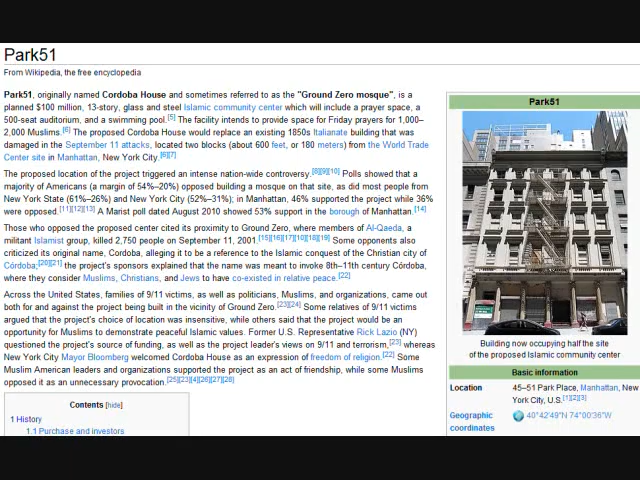 Park51
From Wikipedia, the free encyclopedia
Park51, originally named Cordoba House and sometimes referred to as the "Ground Zero mosque", is a
planned $100 million, 13-story, glass and steel Islamic community center which will include a prayer space, a
500-seat auditorium, and a swimming pool.[5] The facility intends to provide space for Friday prayers for 1,000–
2,000 Muslims.[6] The proposed Cordoba House would replace an existing 1850s Italianate building that was
damaged in the September 11 attacks, located two blocks (about 600 feet, or 180 meters) from the World Trade
Center site in Manhattan, New York City.[6][7]
The proposed location of the project triggered an intense nation-wide controversy.[8][9][10] Polls showed that a
majority of Americans (a margin of 54%–20%) opposed building a mosque on that site, as did most people from
New York State (61%–26%) and New York City (52%–31%); in Manhattan, 46% supported the project while 36%
were opposed.[11][12][13] A Marist poll dated August 2010 showed 53% support in the borough of Manhattan.[14]
Those who opposed the proposed center cited its proximity to Ground Zero, where members of Al-Qaeda, a
militant Islamist group, killed 2,750 people on September 11, 2001.[15][16][17][10][18][19] Some opponents also
criticized its original name, Cordoba, alleging it to be a reference to the Islamic conquest of the Christian city of
Córdoba;[20][21] the project's sponsors explained that the name was meant to invoke 8th–11th century Córdoba,
where they consider Muslims, Christians, and Jews to have co-existed in relative peace.[22]
Across the United States, families of 9/11 victims, as well as politicians, Muslims, and organizations, came out
both for and against the project being built in the vicinity of Ground Zero.[23][24] Some relatives of 9/11 victims
argued that the project's choice of location was insensitive, while others said that the project would be an
opportunity for Muslims to demonstrate peaceful Islamic values. Former U.S. Representative Rick Lazio (NY)
questioned the project's source of funding, as well as the project leader's views on 9/11 and terrorism,[23] whereas
New York City Mayor Bloomberg welcomed Cordoba House as an expression of freedom of religion.[22] Some
Muslim American leaders and organizations supported the project as an act of friendship, while some Muslims
opposed it as an unnecessary provocation.[25][23][4][26][27][28]
Contents [hide]
1 History
1.1 Purchase and investors
Park51
Building now occupying half the site
of the proposed Islamic community center
Basic information
Location 45–51 Park Place, Manhattan, New
York City, U.S.[1][2][3]
Geographic 40°42′49″N 74°00′36″W
coordinates